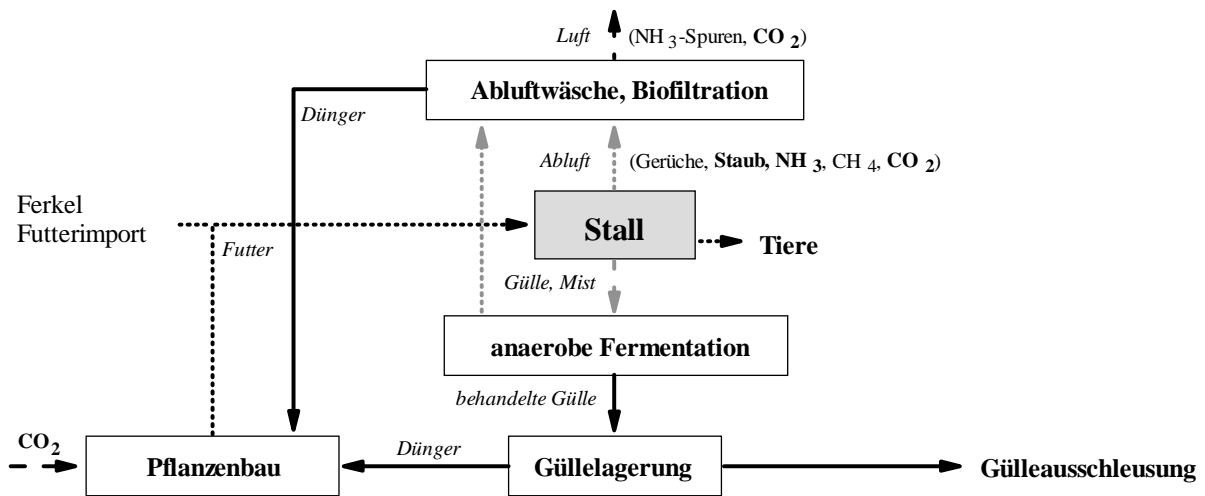 Luft (NH 3-Spuren, CO 2)
Abluftwäsche, Biofiltration
Dünger
Abluft (Gerüche, Staub, NH 3, CH 4, CO 2)
Ferkel
Futterimport
Stall
Futter
Tiere
Gülle, Mist
anaerobe Fermentation
behandelte Gülle
CO2
Pflanzenbau
Dünger
Güllelagerung
Gülleausschleusung